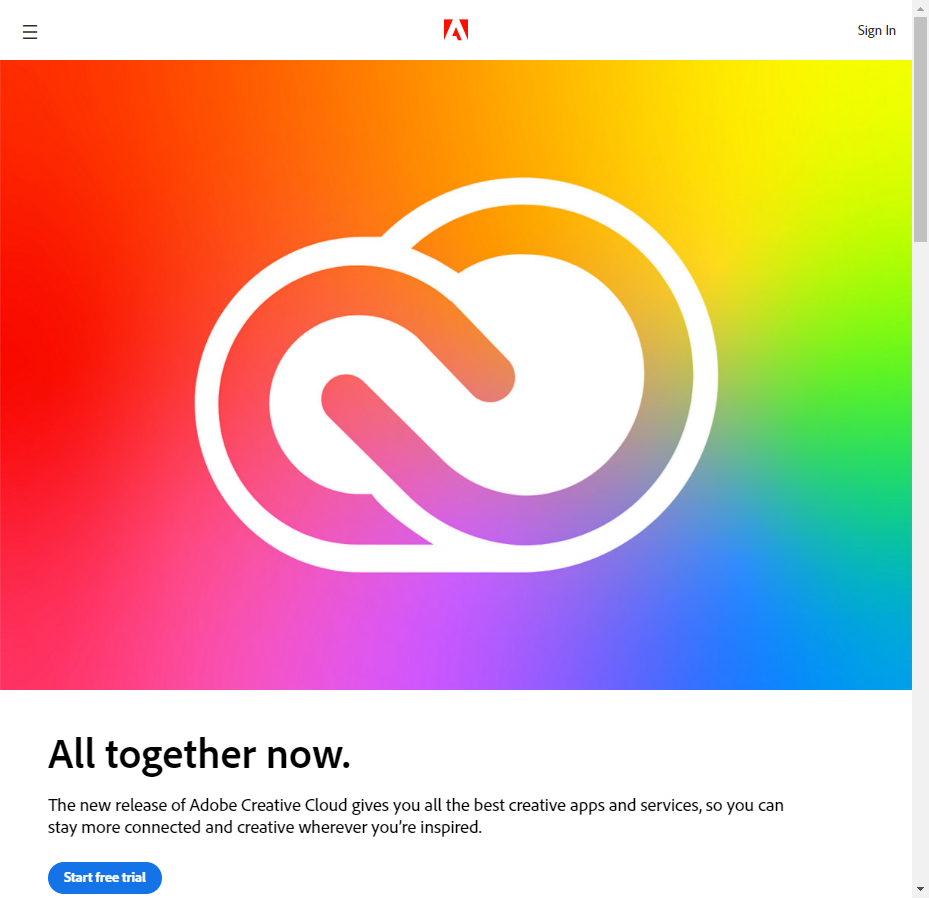 Sign In
All together now.
The new release of Adobe Creative Cloud gives you all the best creative apps and services, so you can
stay more connected and creative wherever you're inspired.
Start free trial